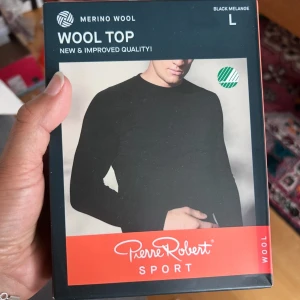 MERINO WOOL
BLACK MELANGE
L
WOOL TOP
NEW & IMPROVED QUALITY!
Pierre Robert
SPORT
WOOL